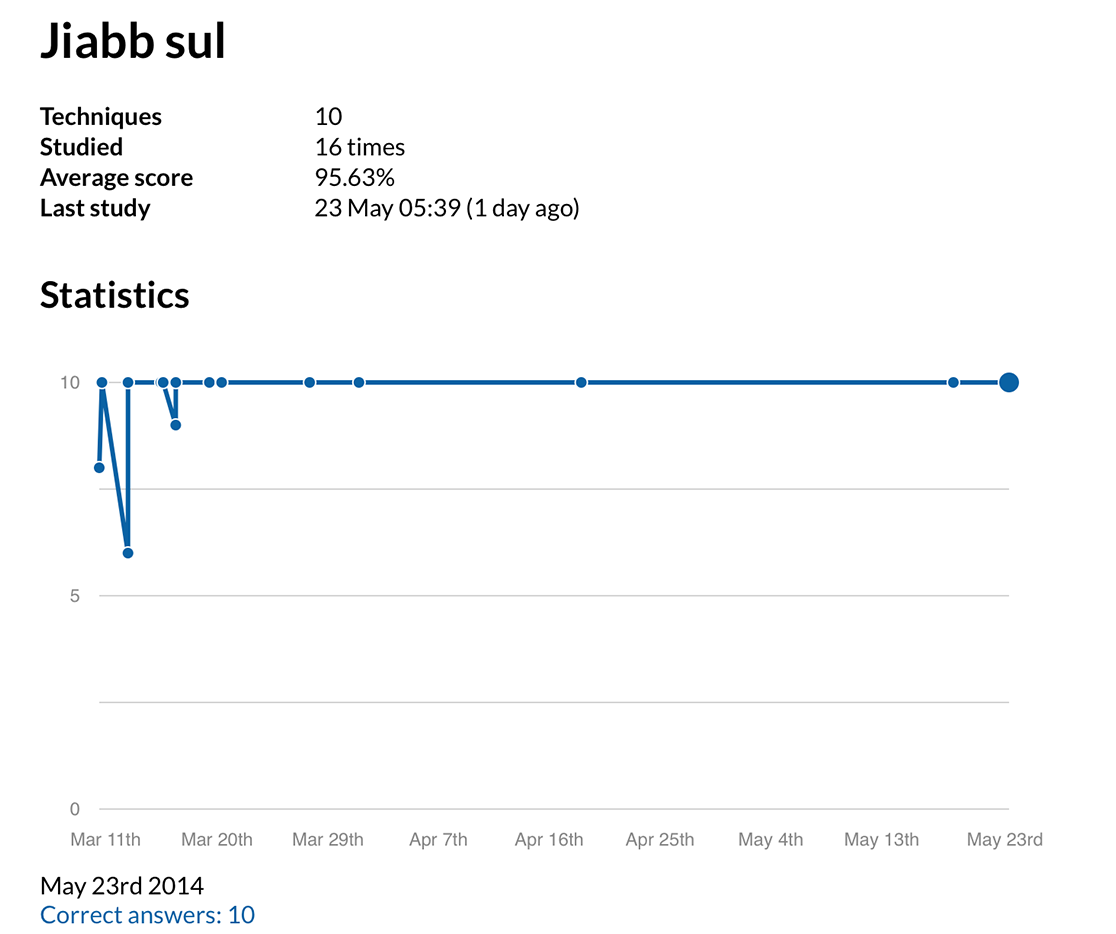 Jiabb sul
Techniques 10
Studied 16 times
Average score 95.63%
Last study 23 May 05:39 (1 day ago)
Statistics
10
5
0
Mar 11th Mar 20th Mar 29th Apr 7th Apr 16th Apr 25th May 4th May 13th May 23rd
May 23rd 2014
Correct answers: 10